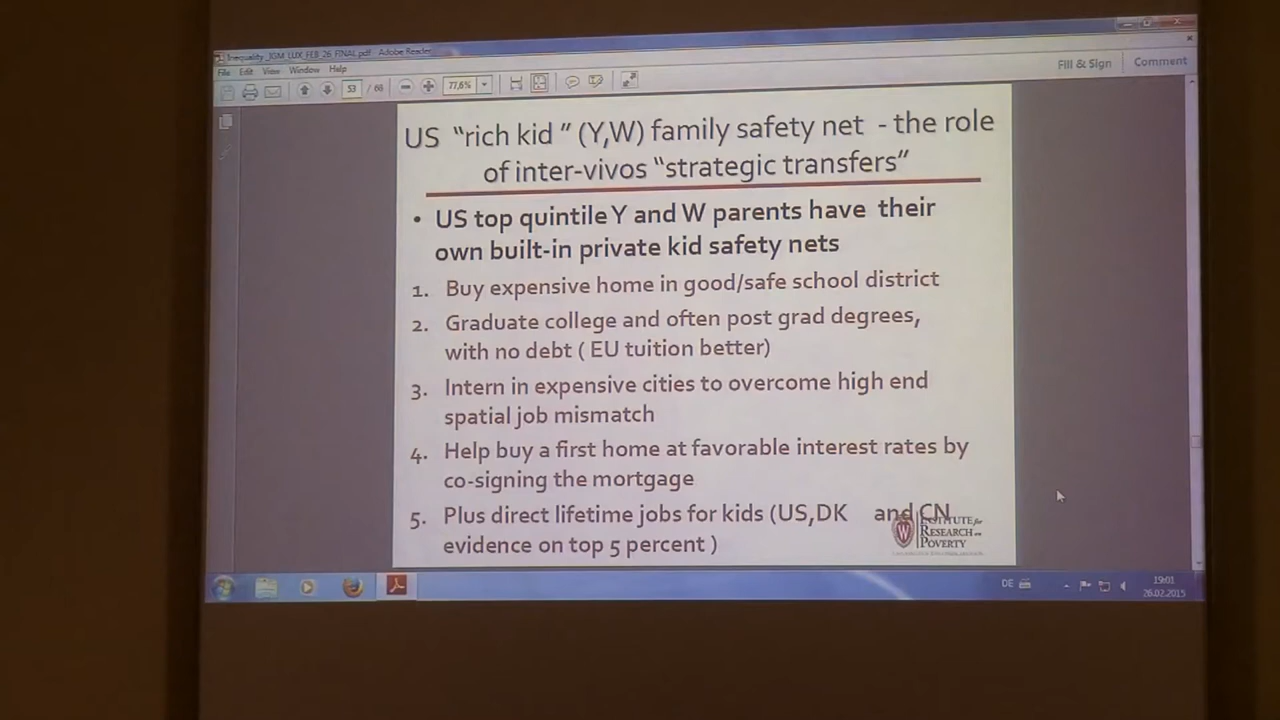 Inequality_JGM_LUX_FEB 26_FINAL.pdf - Adobe Reader
File Edit View Window Help
53 / 66 77,6% Fill & Sign Comment
US “rich kid ” (Y,W) family safety net - the role
of inter-vivos “strategic transfers”
• US top quintile Y and W parents have their
own built-in private kid safety nets
1. Buy expensive home in good/safe school district
2. Graduate college and often post grad degrees,
with no debt ( EU tuition better)
3. Intern in expensive cities to overcome high end
spatial job mismatch
4. Help buy a first home at favorable interest rates by
co-signing the mortgage
5. Plus direct lifetime jobs for kids (US,DK and CN
evidence on top 5 percent )
W
INSTITUTE for
RESEARCH on
POVERTY
DE
19:01
26.02.2015